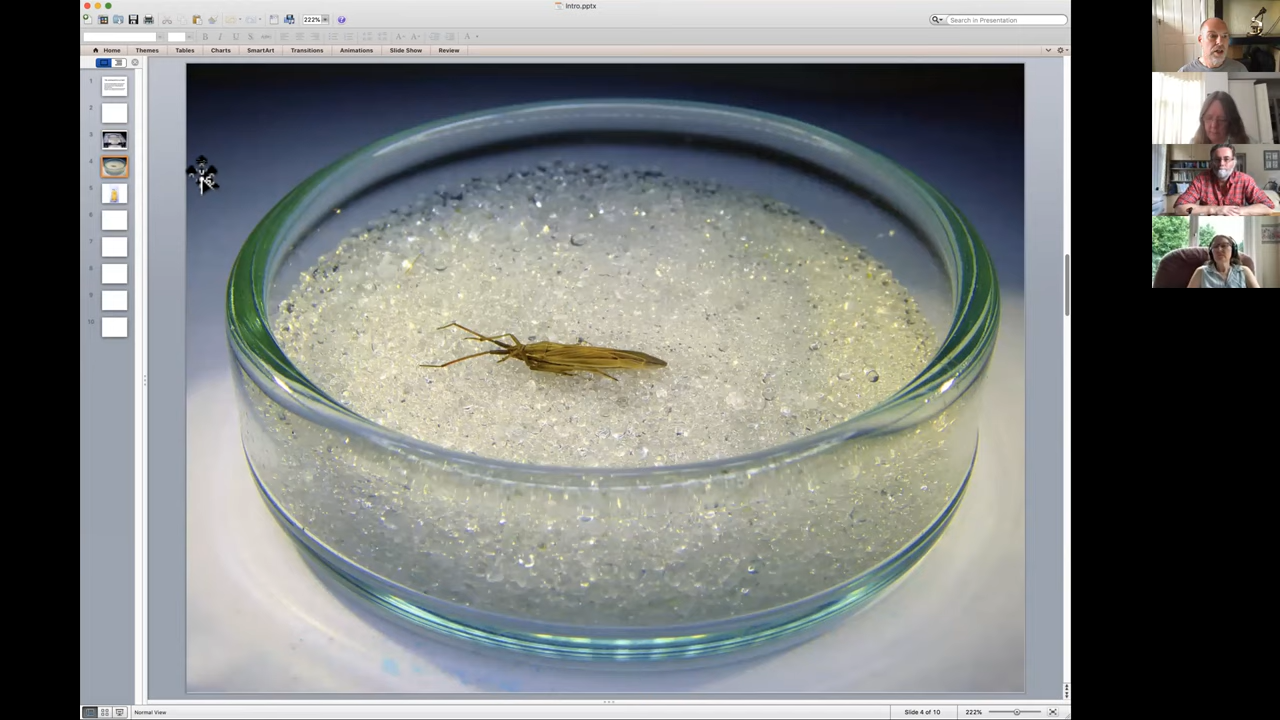 Intro.pptx
222%
Search in Presentation
Home Themes Tables Charts SmartArt Transitions Animations Slide Show Review
1
2
3
4
5
6
7
8
9
10
Normal View
Slide 4 of 10
222%